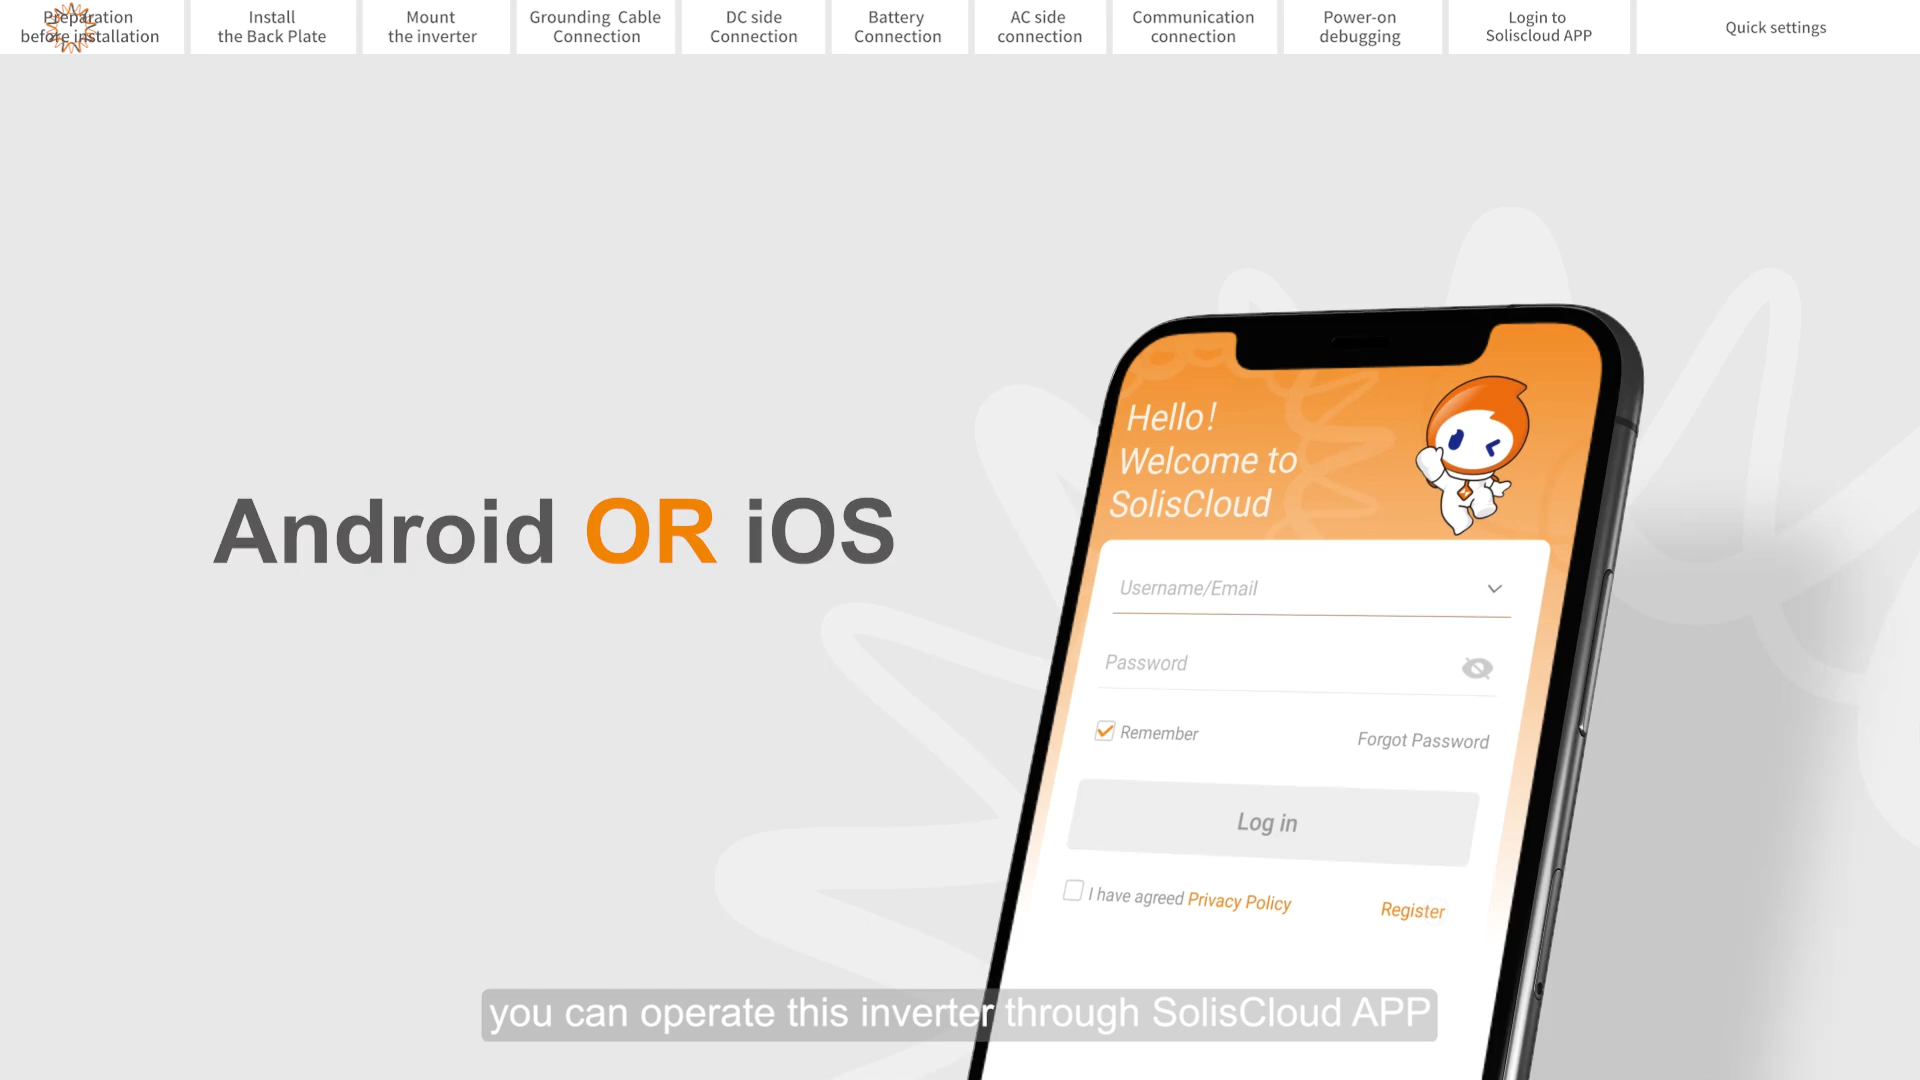 Preparation
before installation
Install
the Back Plate
Mount
the inverter
Grounding Cable
Connection
DC side
Connection
Battery
Connection
AC side
connection
Communication
connection
Power-on
debugging
Login to
Soliscloud APP
Quick settings
Android OR iOS
Hello!
Welcome to
SolisCloud
Username/Email
Password
Remember
Forgot Password
Log in
I have agreed Privacy Policy
Register
you can operate this inverter through SolisCloud APP